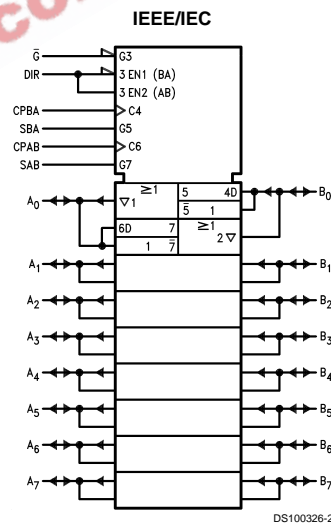 IEEE/IEC
G̅ G3
DIR 3 EN1 (BA)
3 EN2 (AB)
CPBA C4
SBA G5
CPAB C6
SAB G7
A0 ▽1 ≥1 5 4D B0
5̅ 1
6D 7 ≥1
1 7̅ 2▽
A1 B1
A2 B2
A3 B3
A4 B4
A5 B5
A6 B6
A7 B7
DS100326-2